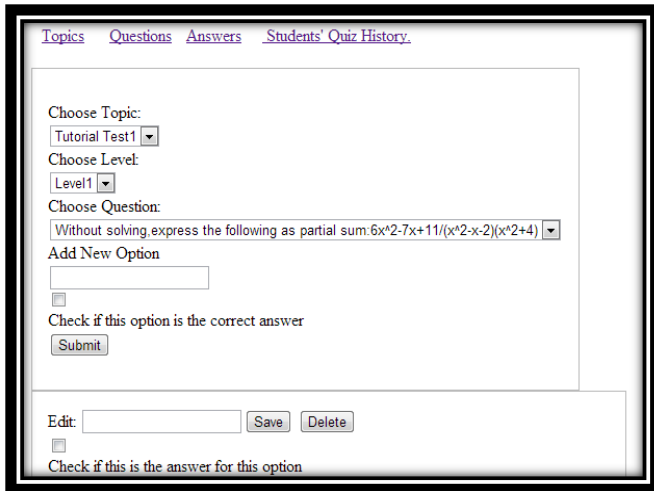 Topics Questions Answers Students' Quiz History.
Choose Topic:
Tutorial Test1
Choose Level:
Level1
Choose Question:
Without solving,express the following as partial sum:6x^2-7x+11/(x^2-x-2)(x^2+4)
Add New Option
Check if this option is the correct answer
Submit
Edit: Save Delete
Check if this is the answer for this option